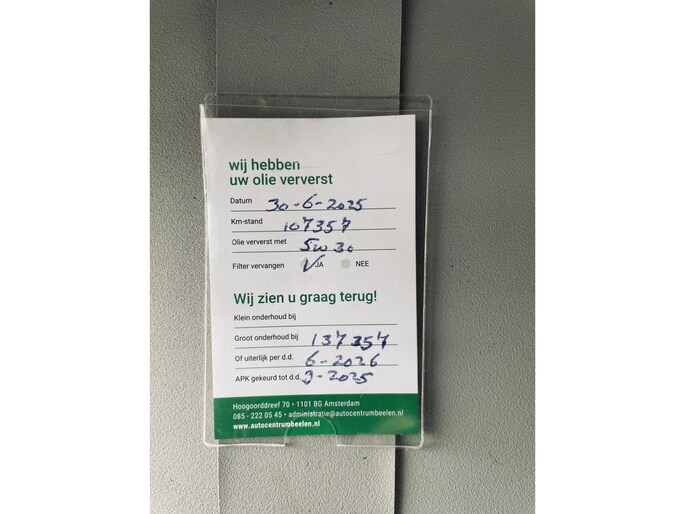 wij hebben
uw olie ververst
Datum 30-6-2025
Km-stand 107357
Olie ververst met 5w30
Filter vervangen V JA NEE
Wij zien u graag terug!
Klein onderhoud bij
Groot onderhoud bij 137357
Of uiterlijk per d.d. 6-2026
APK gekeurd tot d.d. 9-2025
Hoogoorddreef 70 • 1101 BG Amsterdam
085 - 222 05 45 • administratie@autocentrumbeelen.nl
www.autocentrumbeelen.nl